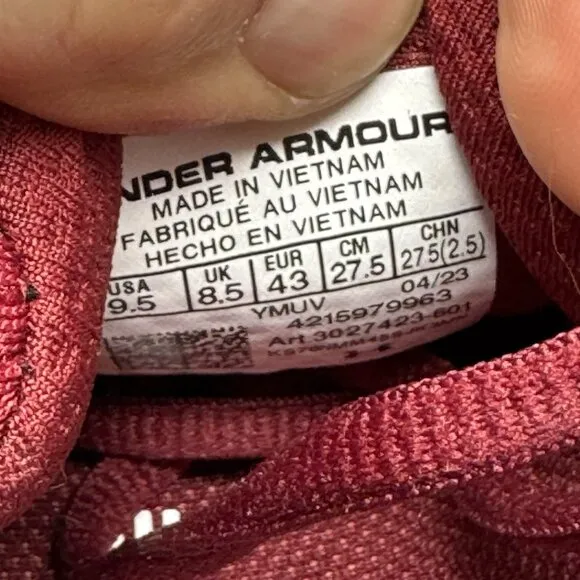 UNDER ARMOUR
MADE IN VIETNAM
FABRIQUÉ AU VIETNAM
HECHO EN VIETNAM
USA UK EUR CM CHN
9.5 8.5 43 27.5 275(2.5)
YMUV 04/23
4215979963
Art 3027423-601